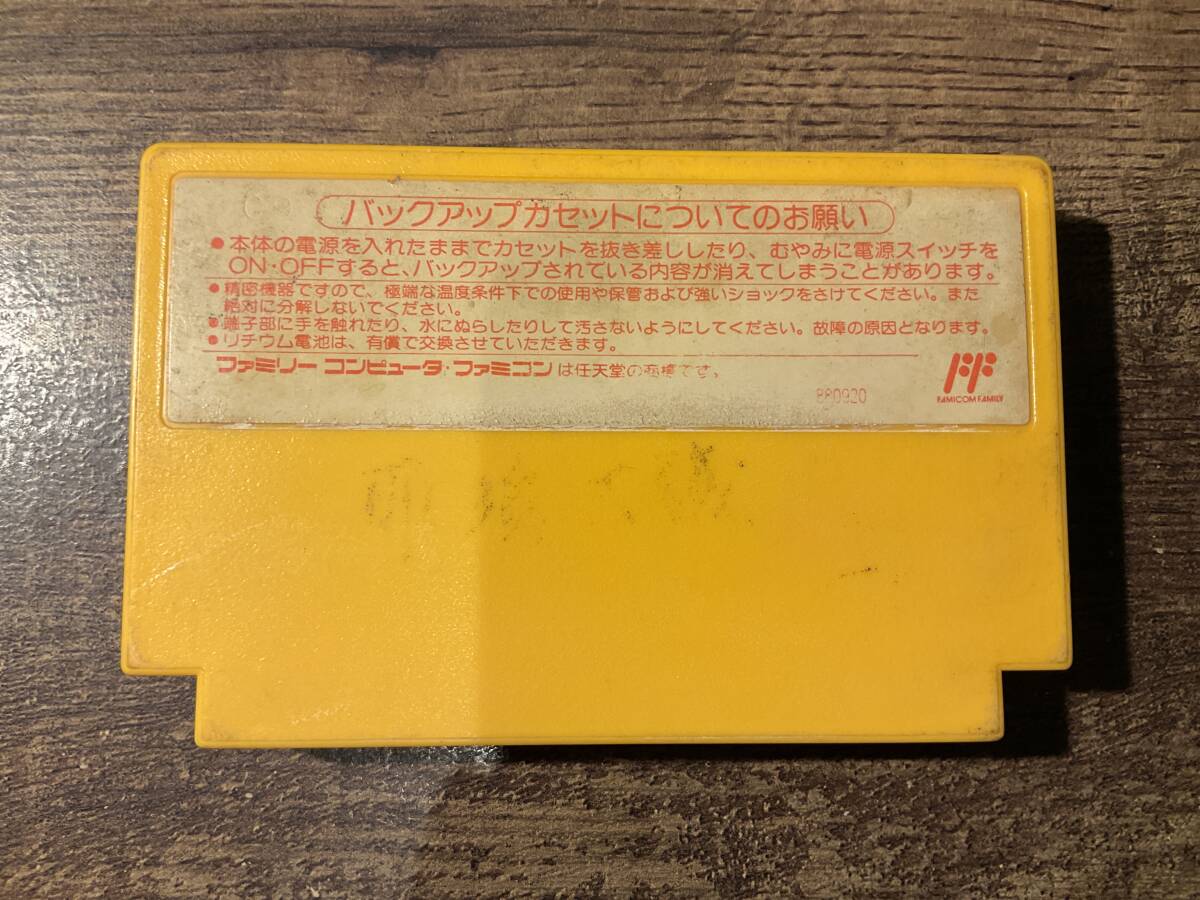 バックアップカセットについてのお願い
●本体の電源を入れたままでカセットを抜き差ししたり、むやみに電源スイッチを
ON・OFFすると、バックアップされている内容が消えてしまうことがあります。
●精密機器ですので、極端な温度条件下での使用や保管および強いショックをさけてください。また
絶対に分解しないでください。
●端子部に手を触れたり、水にぬらしたりして汚さないようにしてください。故障の原因となります。
●リチウム電池は、有償で交換させていただきます。
ファミリーコンピュータ・ファミコンは任天堂の商標です。
880920
FAMICOM FAMILY